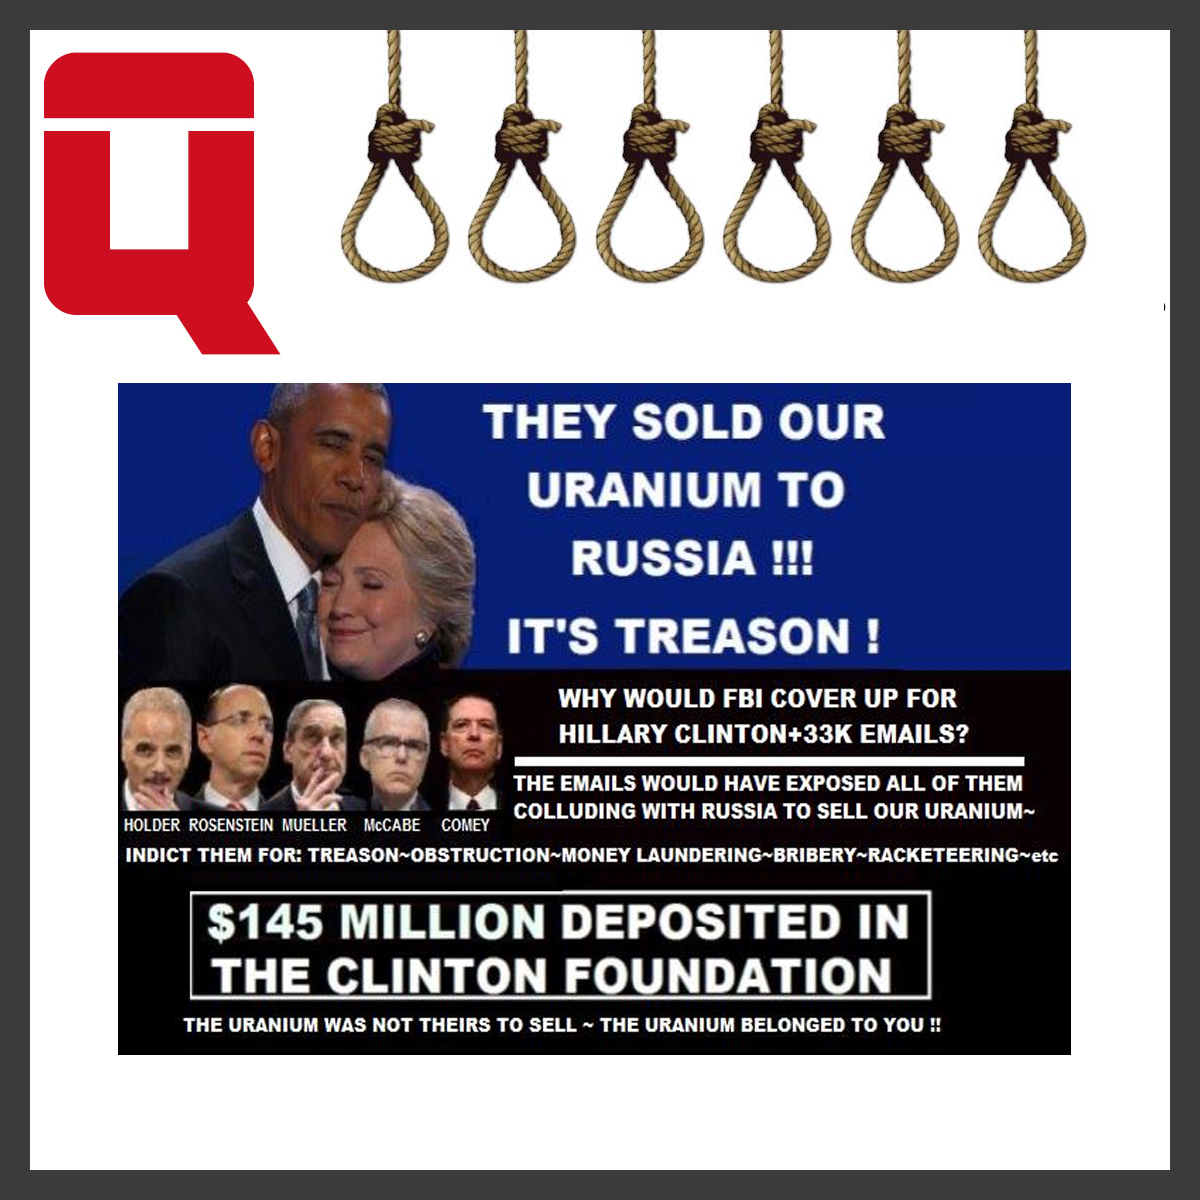 Q
THEY SOLD OUR
URANIUM TO
RUSSIA !!!
IT'S TREASON !
WHY WOULD FBI COVER UP FOR
HILLARY CLINTON+33K EMAILS?
THE EMAILS WOULD HAVE EXPOSED ALL OF THEM
COLLUDING WITH RUSSIA TO SELL OUR URANIUM~
HOLDER ROSENSTEIN MUELLER McCABE COMEY
INDICT THEM FOR: TREASON~OBSTRUCTION~MONEY LAUNDERING~BRIBERY~RACKETEERING~etc
$145 MILLION DEPOSITED IN
THE CLINTON FOUNDATION
THE URANIUM WAS NOT THEIRS TO SELL ~ THE URANIUM BELONGED TO YOU !!